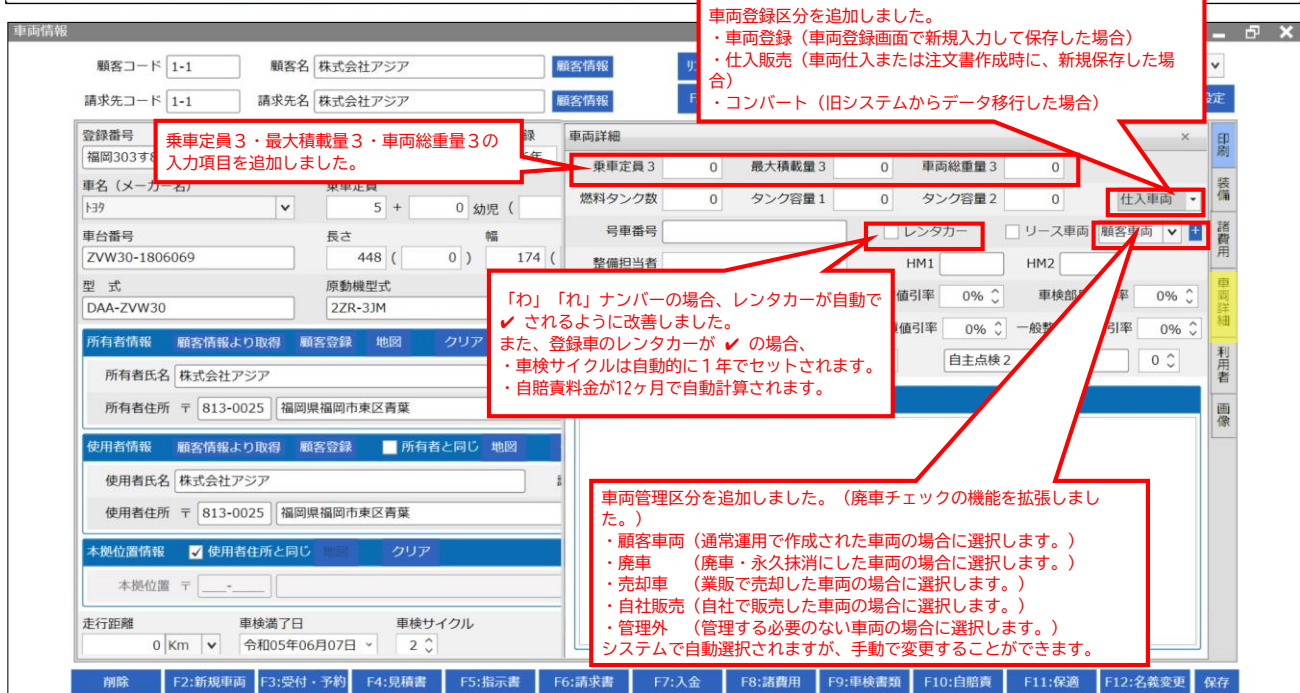 車両情報
車両登録区分を追加しました。
・車両登録（車両登録画面で新規入力して保存した場合）
・仕入販売（車両仕入または注文書作成時に、新規保存した場
合）
・コンバート（旧システムからデータ移行した場合）
顧客コード 1-1 顧客名 株式会社アジア 顧客情報
請求先コード 1-1 請求先名 株式会社アジア 顧客情報
登録番号
福岡303す
乗車定員３・最大積載量３・車両総重量３の
入力項目を追加しました。
車名（メーカー名） 乗車定員
ﾄﾖﾀ 5 + 0 幼児（
車台番号 長さ 幅
ZVW30-1806069 448 ( 0 ) 174 (
型 式 原動機型式
DAA-ZVW30 2ZR-3JM
所有者情報 顧客情報より取得 顧客登録 地図 クリア
所有者氏名 株式会社アジア
所有者住所 〒 813-0025 福岡県福岡市東区青葉
使用者情報 顧客情報より取得 顧客登録 所有者と同じ 地図
使用者氏名 株式会社アジア
使用者住所 〒 813-0025 福岡県福岡市東区青葉
本拠位置情報 ✓ 使用者住所と同じ 地図 クリア
本拠位置 〒 ___-____
走行距離 車検満了日 車検サイクル
0 Km 令和05年06月07日 2
車両詳細 ×
乗車定員３ 0 最大積載量３ 0 車両総重量３ 0
燃料タンク数 0 タンク容量１ 0 タンク容量２ 0 仕入車両
号車番号 レンタカー リース車両 顧客車両 +
整備担当者 HM1 HM2
値引率 0% 車検部 率 0%
値引率 0% 一般整 引率 0%
自主点検２ 0
「わ」「れ」ナンバーの場合、レンタカーが自動で
✔ されるように改善しました。
また、登録車のレンタカーが ✔ の場合、
・車検サイクルは自動的に１年でセットされます。
・自賠責料金が12ヶ月で自動計算されます。
車両管理区分を追加しました。（廃車チェックの機能を拡張しまし
た。）
・顧客車両（通常運用で作成された車両の場合に選択します。）
・廃車 （廃車・永久抹消にした車両の場合に選択します。）
・売却車 （業販で売却した車両の場合に選択します。）
・自社販売（自社で販売した車両の場合に選択します。）
・管理外 （管理する必要のない車両の場合に選択します。）
システムで自動選択されますが、手動で変更することができます。
印刷
装備
諸費用
車両詳細
利用者
画像
削除 F2:新規車両 F3:受付・予約 F4:見積書 F5:指示書 F6:請求書 F7:入金 F8:諸費用 F9:車検書類 F10:自賠責 F11:保適 F12:名義変更 保存